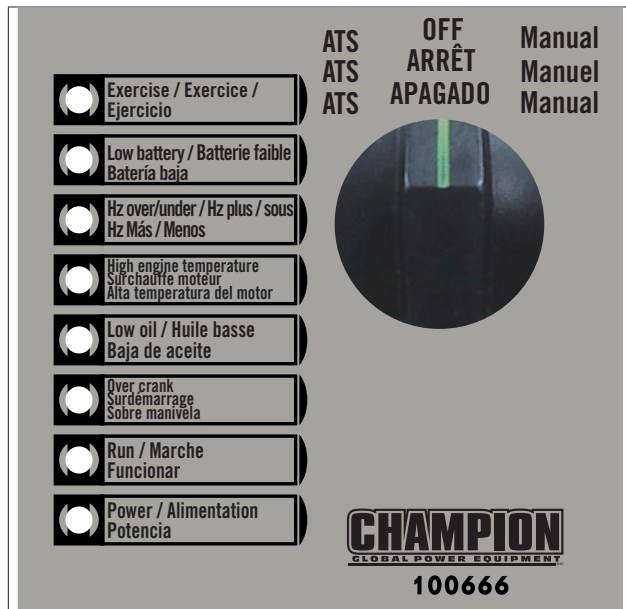 ATS OFF Manual
ATS ARRÊT Manuel
ATS APAGADO Manual
Exercise / Exercice /
Ejercicio
Low battery / Batterie faible
Batería baja
Hz over/under / Hz plus / sous
Hz Más / Menos
High engine temperature
Surchauffe moteur
Alta temperatura del motor
Low oil / Huile basse
Baja de aceite
Over crank
Surdémarrage
Sobre manivela
Run / Marche
Funcionar
Power / Alimentation
Potencia
CHAMPION
GLOBAL POWER EQUIPMENT
100666